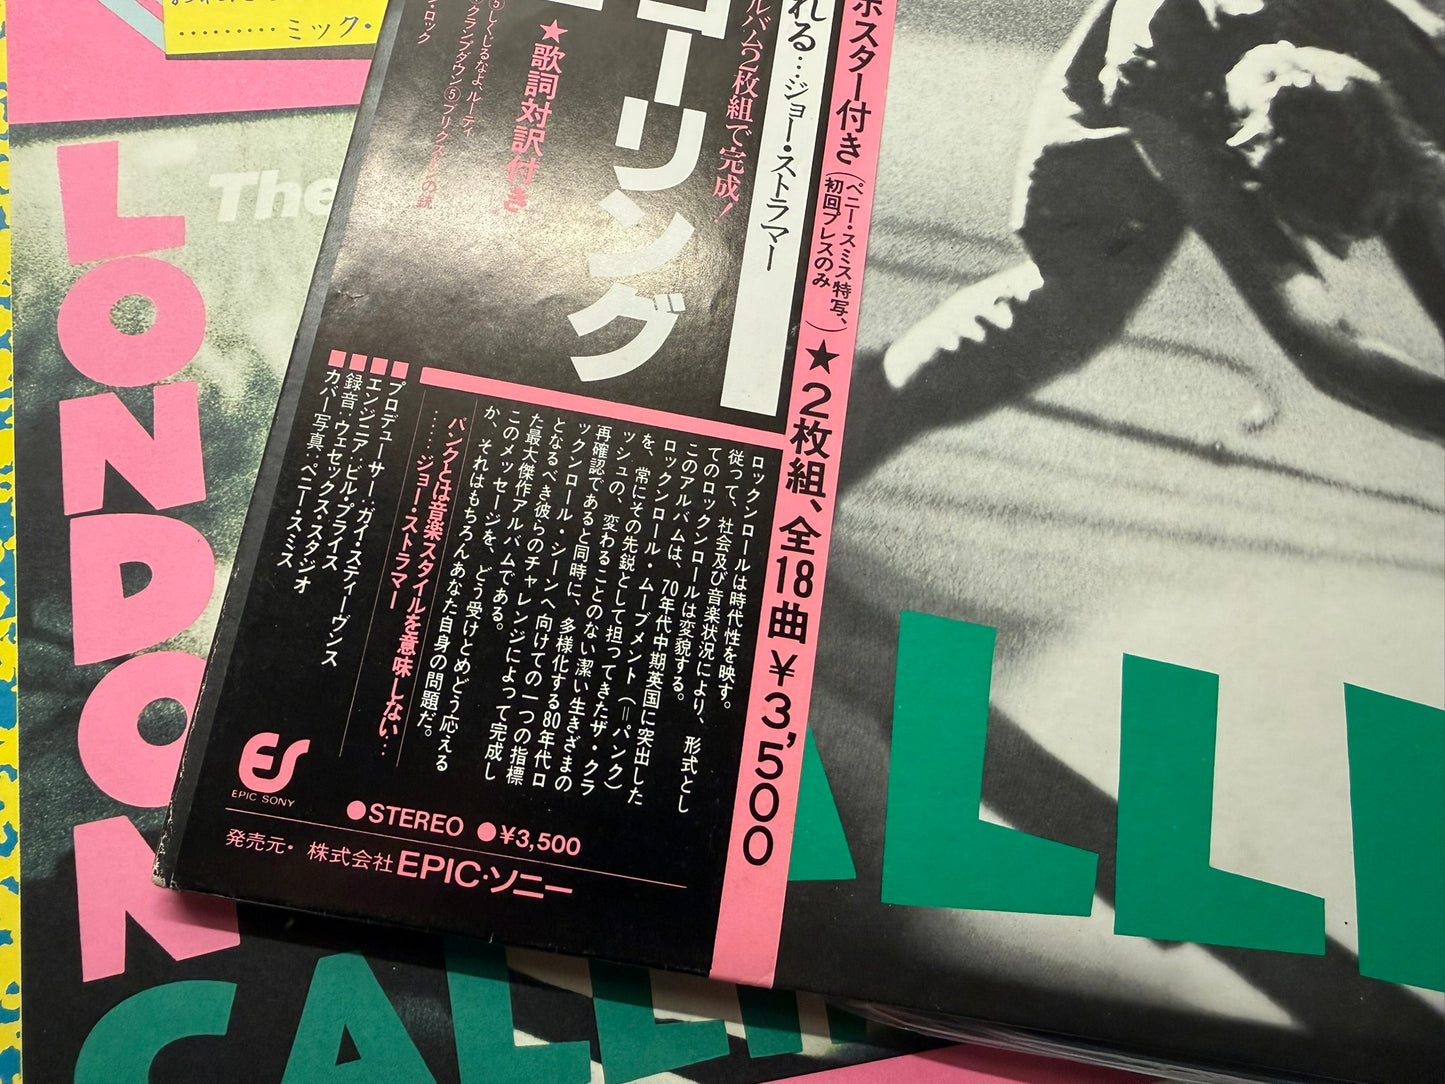 ミック・
LONDON
The
CALLI
ALLI
ポスター付き(ペニー・スミス特写、初回プレスのみ)★2枚組、全18曲¥3,500
れる…ジョー・ストラマー
ルバム2枚組で完成!
コーリング
★歌詞対訳付き
⑤しくじるなよ、ルーティ
クランプダウン⑤ブリクストンの銃
・ロック
ロックンロールは時代性を映す。
従って、社会及び音楽状況により、形式とし
てのロックンロールは変貌する。
このアルバムは、70年代中期英国に突出した
ロックンロール・ムーブメント(=パンク)
を、常にその先鋭として担ってきたザ・クラ
ッシュの、変わることのない潔い生きざまの
再確認であると同時に、多様化する80年代ロ
ックンロール・シーンへ向けての一つの指標
となるべき彼らのチャレンジによって完成し
た最大傑作アルバムである。
このメッセージを、どう受けとめどう応える
か、それはもちろんあなた自身の問題だ。
パンクとは音楽スタイルを意味しない…
……ジョー・ストラマー
■プロデューサー:ガイ・スティーヴンス
■エンジニア:ビル・プライス
■録音:ウェセックス・スタジオ
■カバー写真:ペニー・スミス
ES
EPIC SONY
●STEREO ●¥3,500
発売元・株式会社EPIC・ソニー